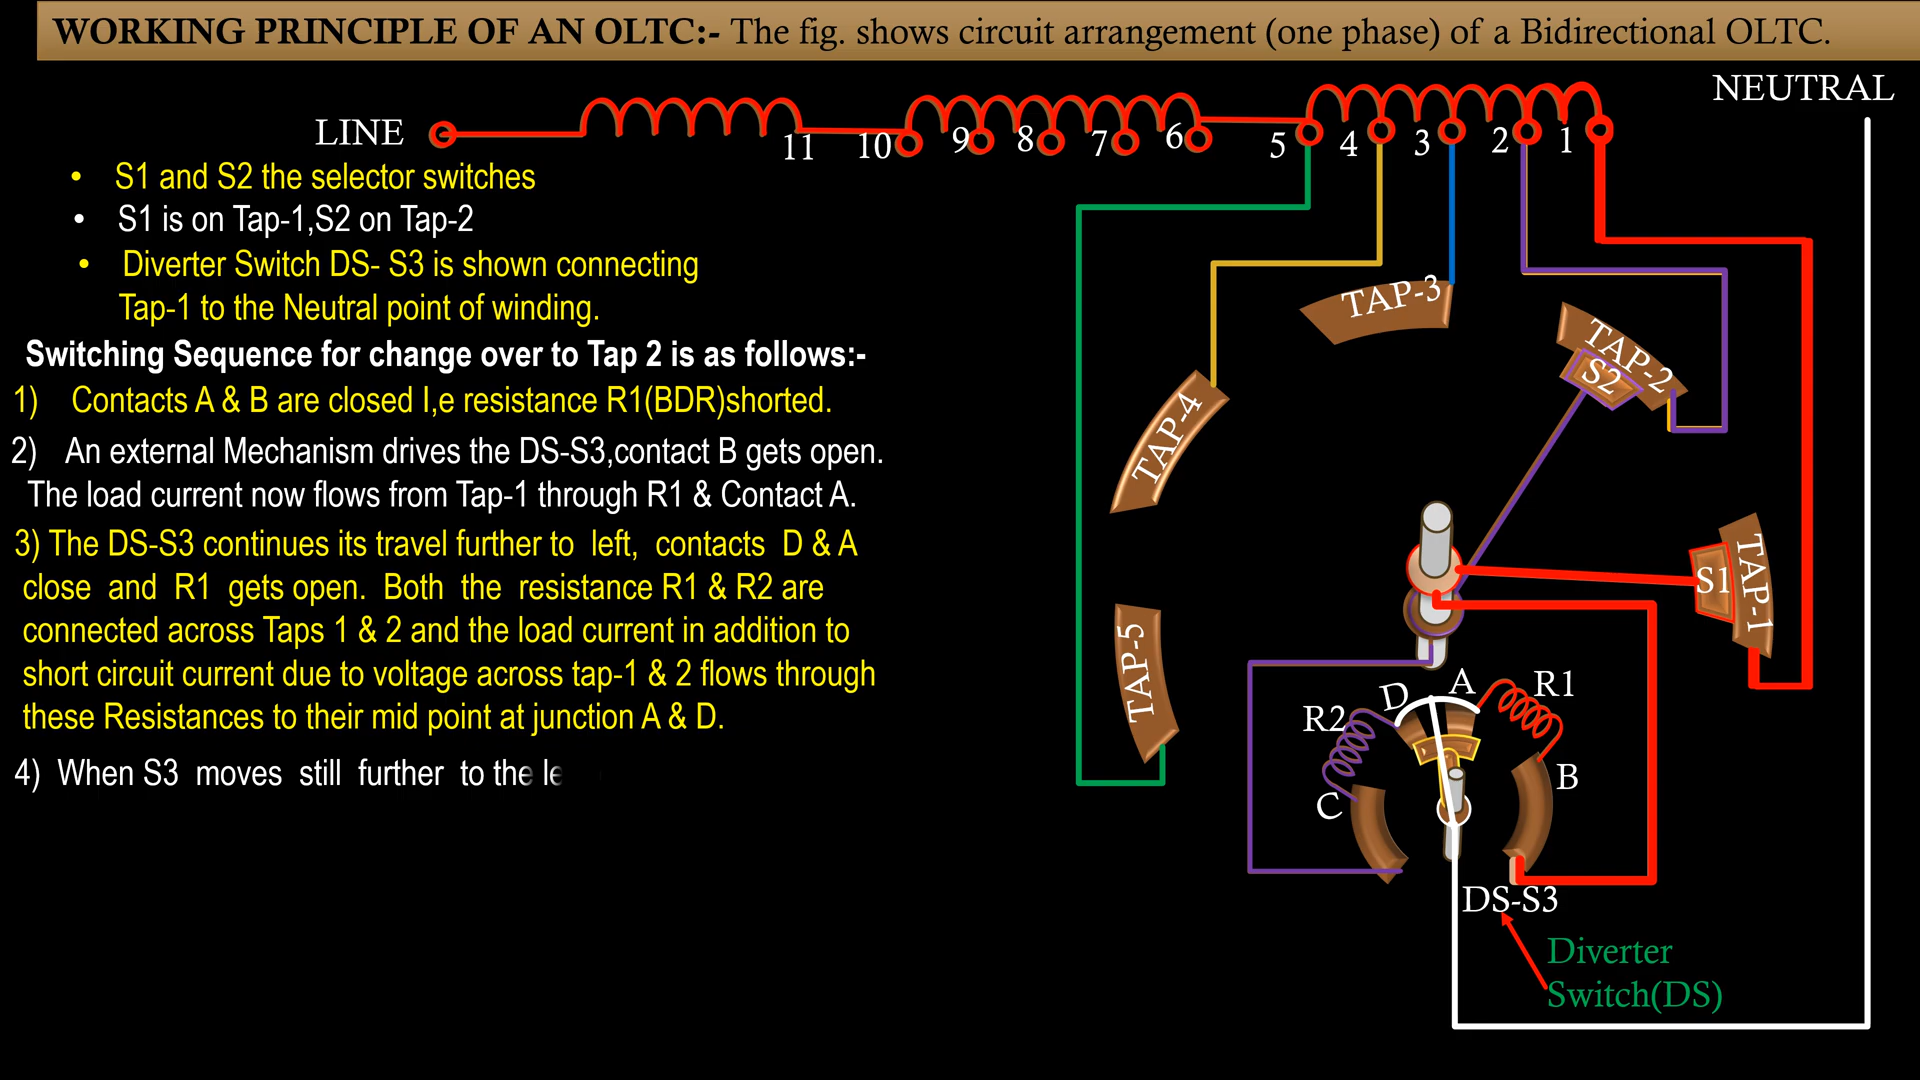 WORKING PRINCIPLE OF AN OLTC:- The fig. shows circuit arrangement (one phase) of a Bidirectional OLTC.
NEUTRAL
LINE
11 10 9 8 7 6 5 4 3 2 1
• S1 and S2 the selector switches
• S1 is on Tap-1,S2 on Tap-2
• Diverter Switch DS- S3 is shown connecting
Tap-1 to the Neutral point of winding.
Switching Sequence for change over to Tap 2 is as follows:-
1) Contacts A & B are closed I,e resistance R1(BDR)shorted.
2) An external Mechanism drives the DS-S3,contact B gets open.
The load current now flows from Tap-1 through R1 & Contact A.
3) The DS-S3 continues its travel further to left, contacts D & A
close and R1 gets open. Both the resistance R1 & R2 are
connected across Taps 1 & 2 and the load current in addition to
short circuit current due to voltage across tap-1 & 2 flows through
these Resistances to their mid point at junction A & D.
4) When S3 moves still further to the le
TAP-3
TAP-2
S2
TAP-4
S1
TAP-1
TAP-5
D
A
R1
R2
B
C
DS-S3
Diverter
Switch(DS)